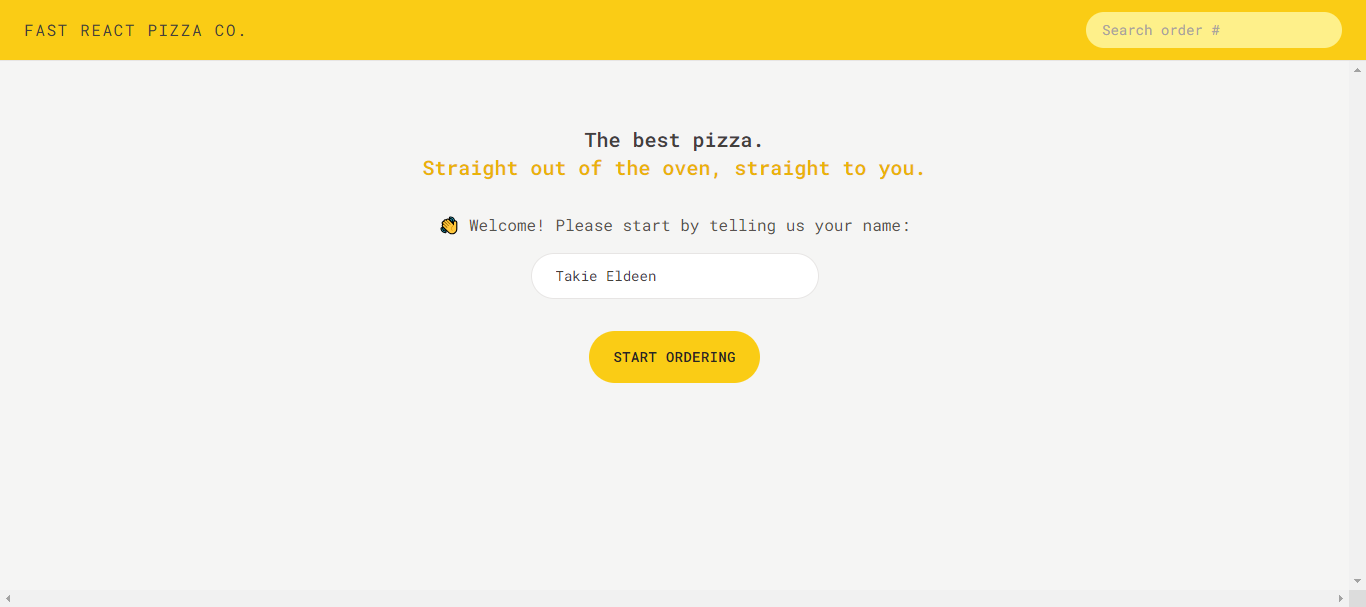 FAST REACT PIZZA CO.
Search order #
The best pizza.
Straight out of the oven, straight to you.
👋 Welcome! Please start by telling us your name:
Takie Eldeen
START ORDERING